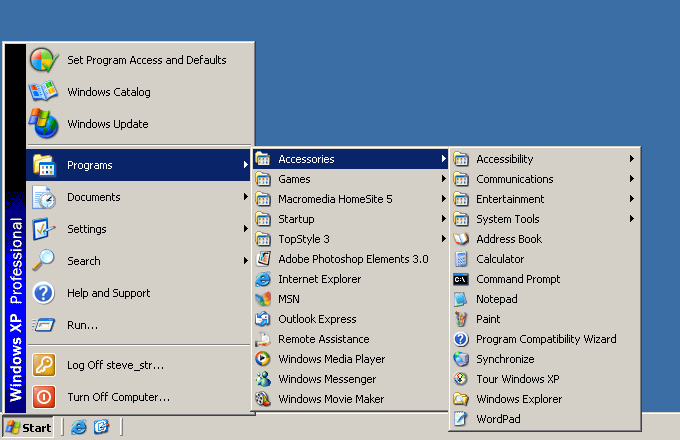 Set Program Access and Defaults
Windows Catalog
Windows Update
Programs
Documents
Settings
Search
Help and Support
Run...
Log Off steve_str...
Turn Off Computer...
Windows XP Professional
Start
Accessories
Games
Macromedia HomeSite 5
Startup
TopStyle 3
Adobe Photoshop Elements 3.0
Internet Explorer
MSN
Outlook Express
Remote Assistance
Windows Media Player
Windows Messenger
Windows Movie Maker
Accessibility
Communications
Entertainment
System Tools
Address Book
Calculator
Command Prompt
Notepad
Paint
Program Compatibility Wizard
Synchronize
Tour Windows XP
Windows Explorer
WordPad